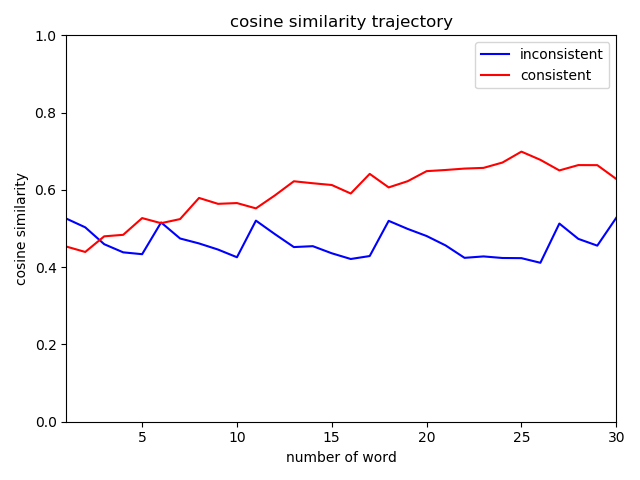 cosine similarity trajectory
1.0
0.8
0.6
0.4
0.2
0.0
cosine similarity
inconsistent
consistent
5
10
15
20
25
30
number of word